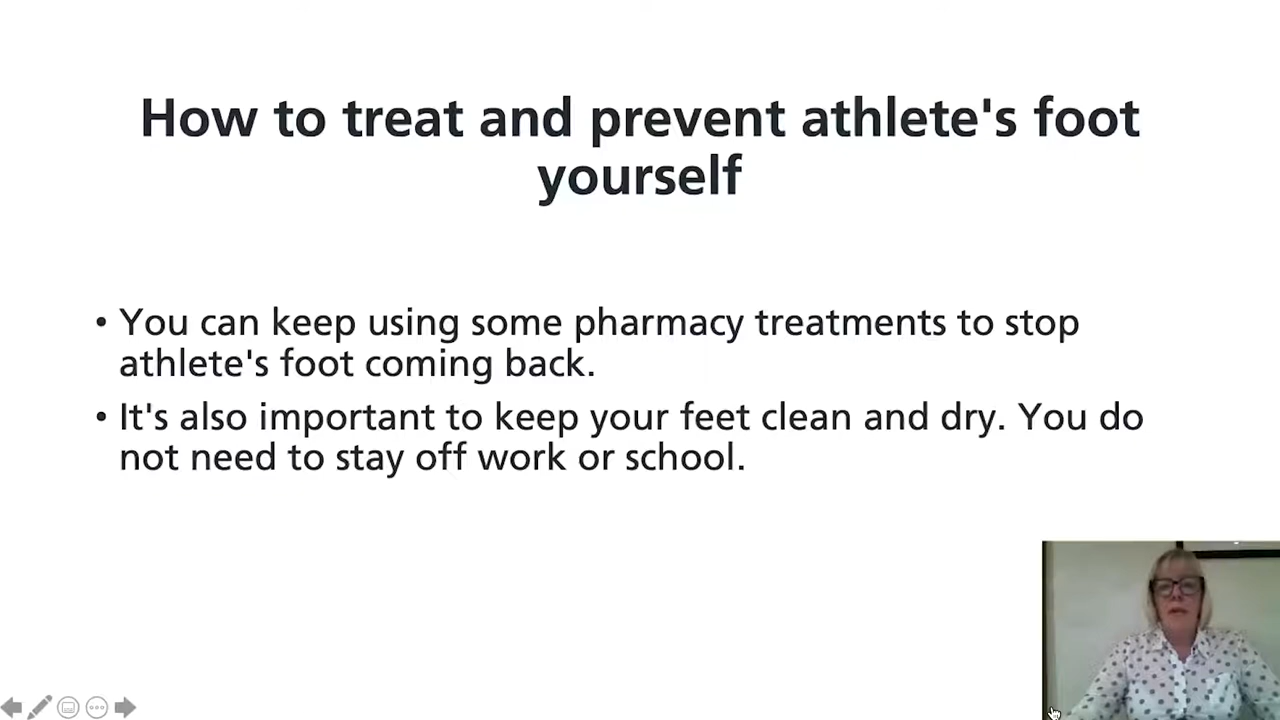 How to treat and prevent athlete's foot
yourself
• You can keep using some pharmacy treatments to stop
athlete's foot coming back.
• It's also important to keep your feet clean and dry. You do
not need to stay off work or school.